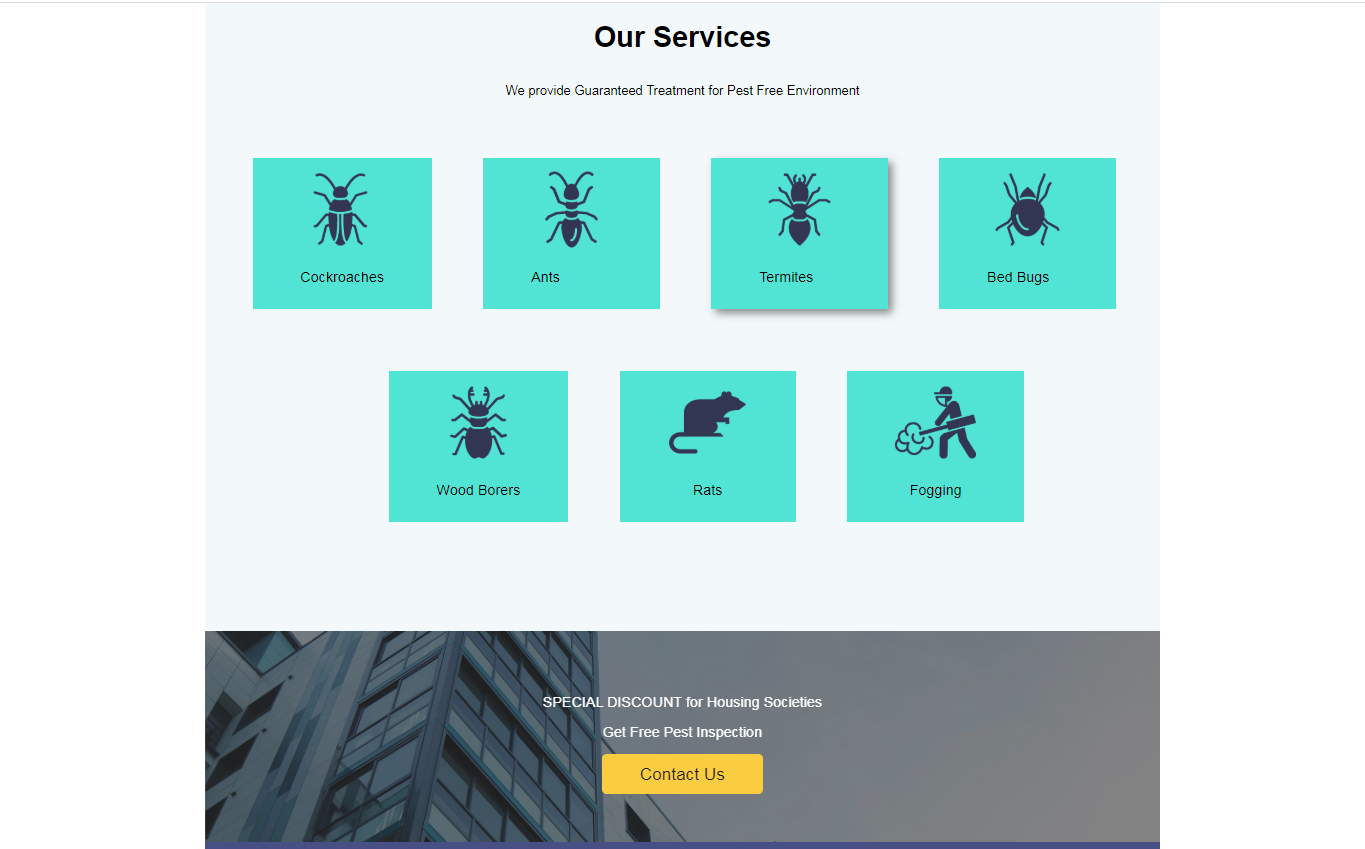 Our Services
We provide Guaranteed Treatment for Pest Free Environment
Cockroaches
Ants
Termites
Bed Bugs
Wood Borers
Rats
Fogging
SPECIAL DISCOUNT for Housing Societies
Get Free Pest Inspection
Contact Us